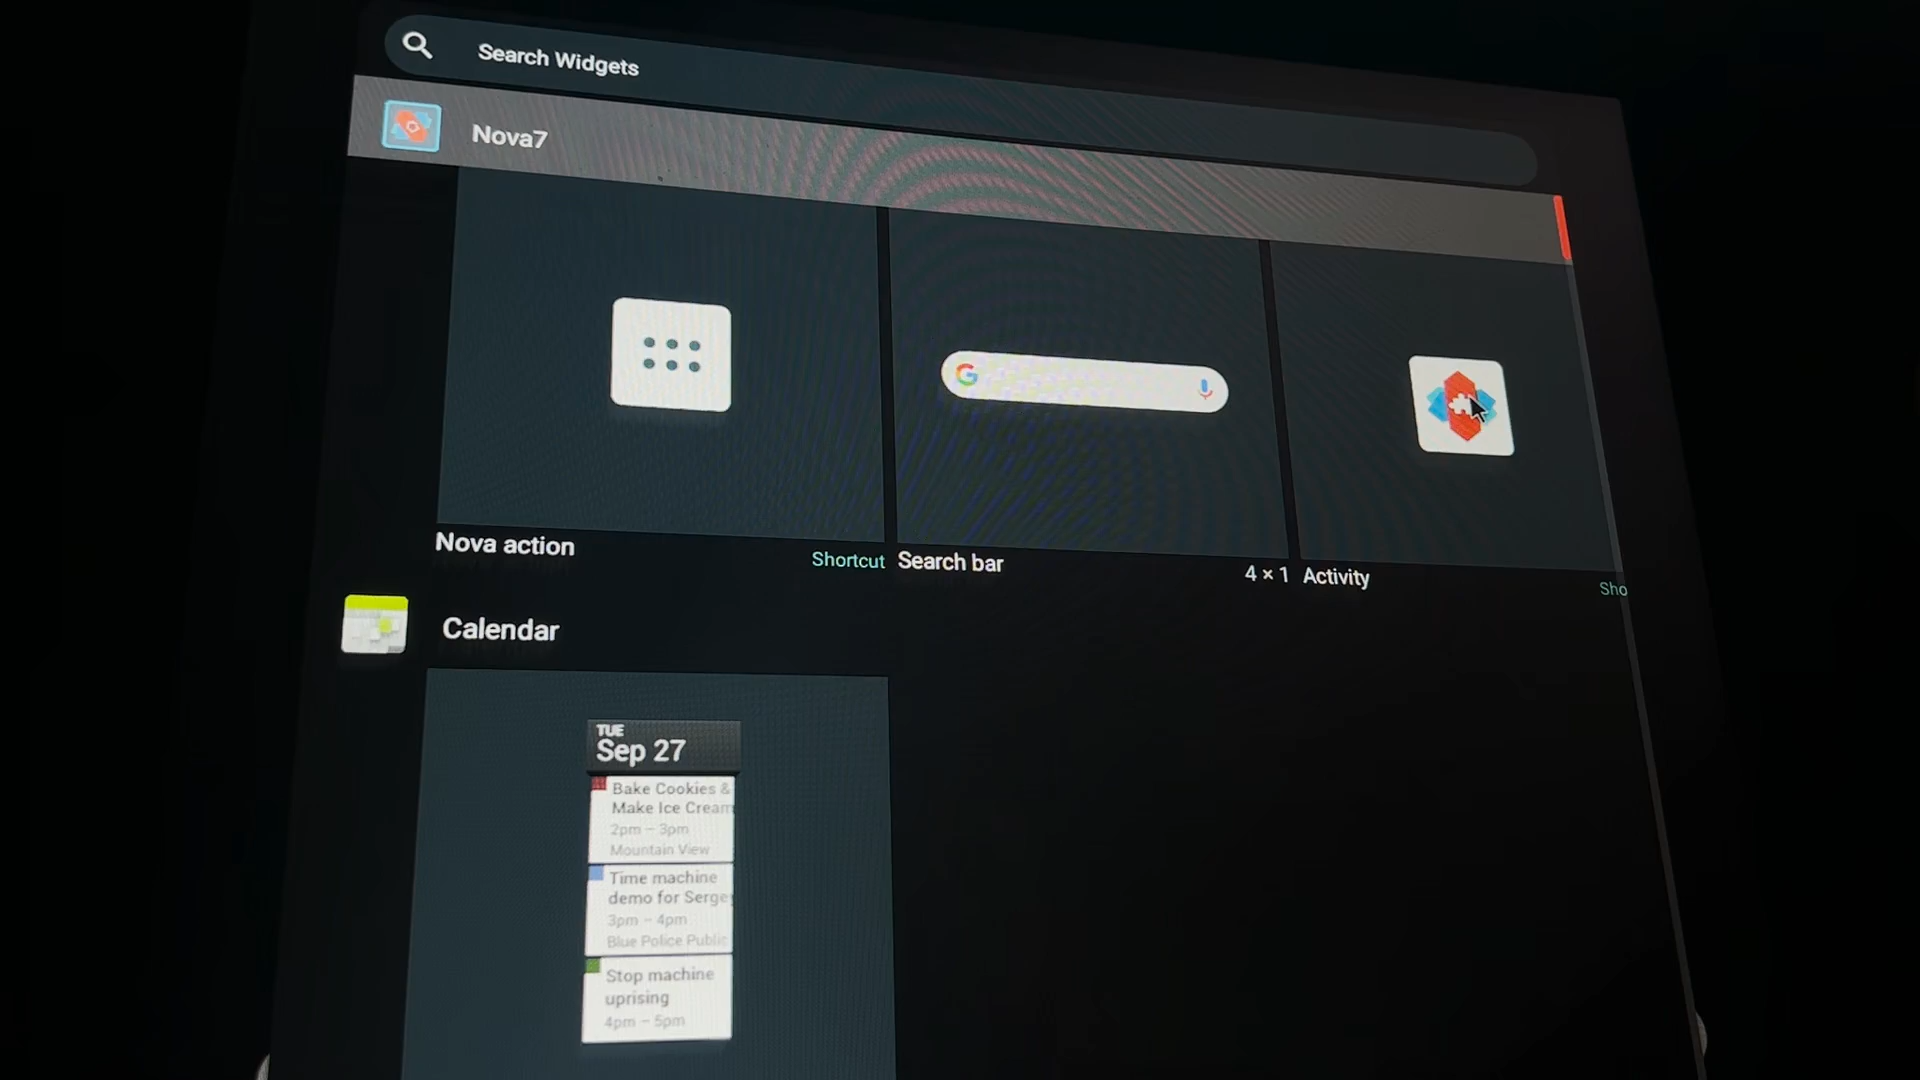 Search Widgets
Nova7
Nova action
Shortcut
Search bar
4 × 1
Activity
Sho
Calendar
TUE
Sep 27
Bake Cookies &
Make Ice Cream
2pm – 3pm
Mountain View
Time machine
demo for Sergey
3pm – 4pm
Blue Police Public
Stop machine
uprising
4pm – 5pm